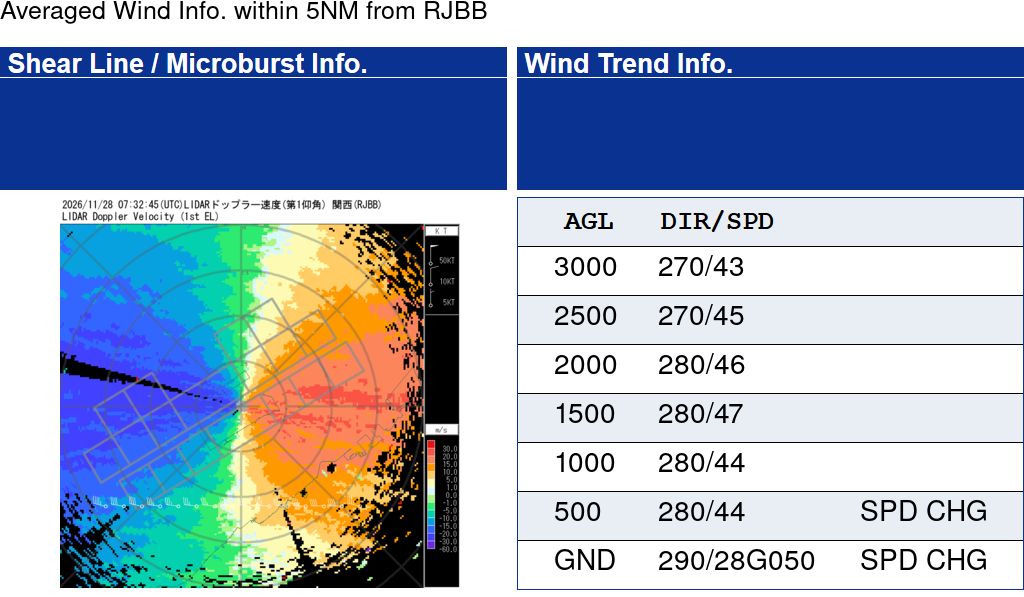 Averaged Wind Info. within 5NM from RJBB
Shear Line / Microburst Info.
Wind Trend Info.
2026/11/28 07:32:45(UTC)LIDARドップラー速度(第1仰角) 関西(RJBB)
LIDAR Doppler Velocity (1st EL)
KT
50KT
10KT
5KT
m/s
30.0
20.0
15.0
10.0
5.0
1.0
0.0
-1.0
-5.0
-10.0
-15.0
-20.0
-30.0
-60.0
AGL DIR/SPD
3000 270/43
2500 270/45
2000 280/46
1500 280/47
1000 280/44
500 280/44 SPD CHG
GND 290/28G050 SPD CHG